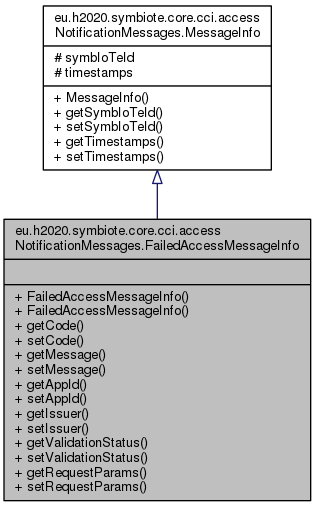 eu.h2020.symbiote.core.cci.access
NotificationMessages.MessageInfo
# symbIoTeId
# timestamps
+ MessageInfo()
+ getSymbIoTeId()
+ setSymbIoTeId()
+ getTimestamps()
+ setTimestamps()
eu.h2020.symbiote.core.cci.access
NotificationMessages.FailedAccessMessageInfo
+ FailedAccessMessageInfo()
+ FailedAccessMessageInfo()
+ getCode()
+ setCode()
+ getMessage()
+ setMessage()
+ getAppId()
+ setAppId()
+ getIssuer()
+ setIssuer()
+ getValidationStatus()
+ setValidationStatus()
+ getRequestParams()
+ setRequestParams()